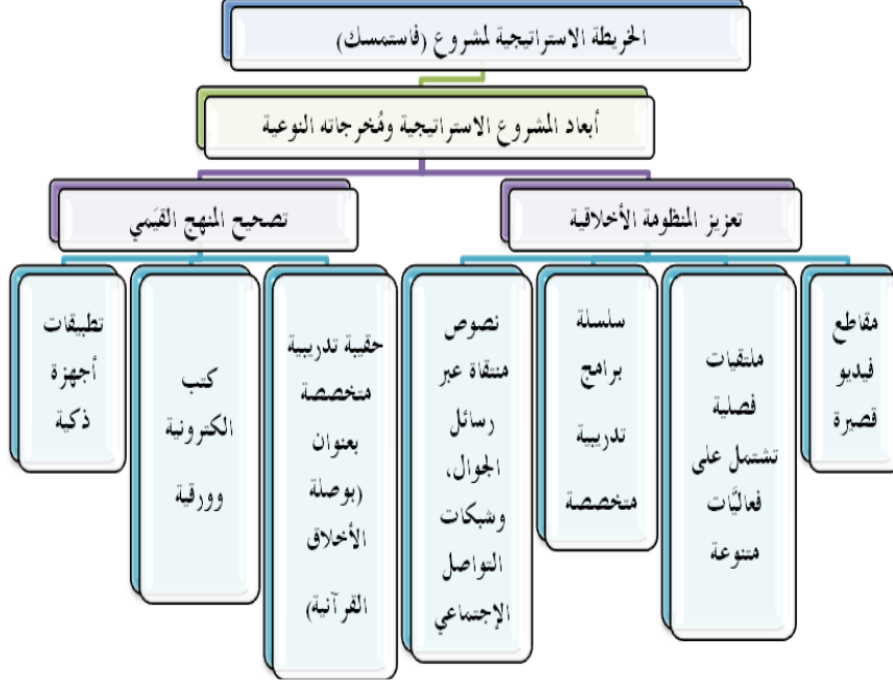 الخريطة الاستراتيجية لمشروع (فاستمسك)
أبعاد المشروع الاستراتيجية ومُخرجاته النوعية
تعزيز المنظومة الأخلاقية
تصحيح المنهج القيَمي
مقاطع
فيديو
قصيرة
ملتقيات
فصلية
تشتمل على
فعاليَّات
متنوعة
سلسلة
برامج
تدريبية
متخصصة
نصوص
منتقاة عبر
رسائل
الجوال،
وشبكات
التواصل
الإجتماعي
حقيبة تدريبية
متخصصة
بعنوان
(بوصلة
الأخلاق
القرآنية)
كتب
الكترونية
وورقية
تطبيقات
أجهزة
ذكية